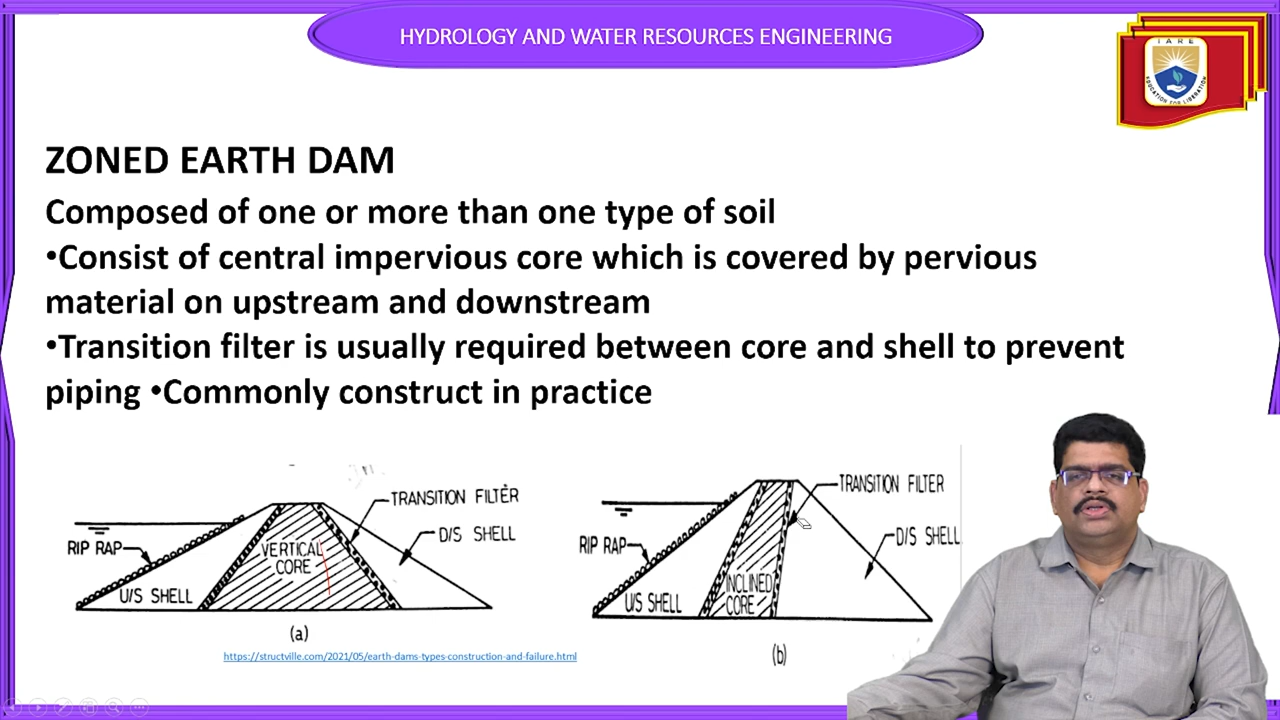 HYDROLOGY AND WATER RESOURCES ENGINEERING
IARE
EDUCATION FOR LIBERATION
ZONED EARTH DAM
Composed of one or more than one type of soil
•Consist of central impervious core which is covered by pervious
material on upstream and downstream
•Transition filter is usually required between core and shell to prevent
piping •Commonly construct in practice
TRANSITION FILTER
D/S SHELL
RIP RAP
VERTICAL
CORE
U/S SHELL
(a)
TRANSITION FILTER
D/S SHELL
RIP RAP
INCLINED
CORE
U/S SHELL
(b)
https://structville.com/2021/05/earth-dams-types-construction-and-failure.html